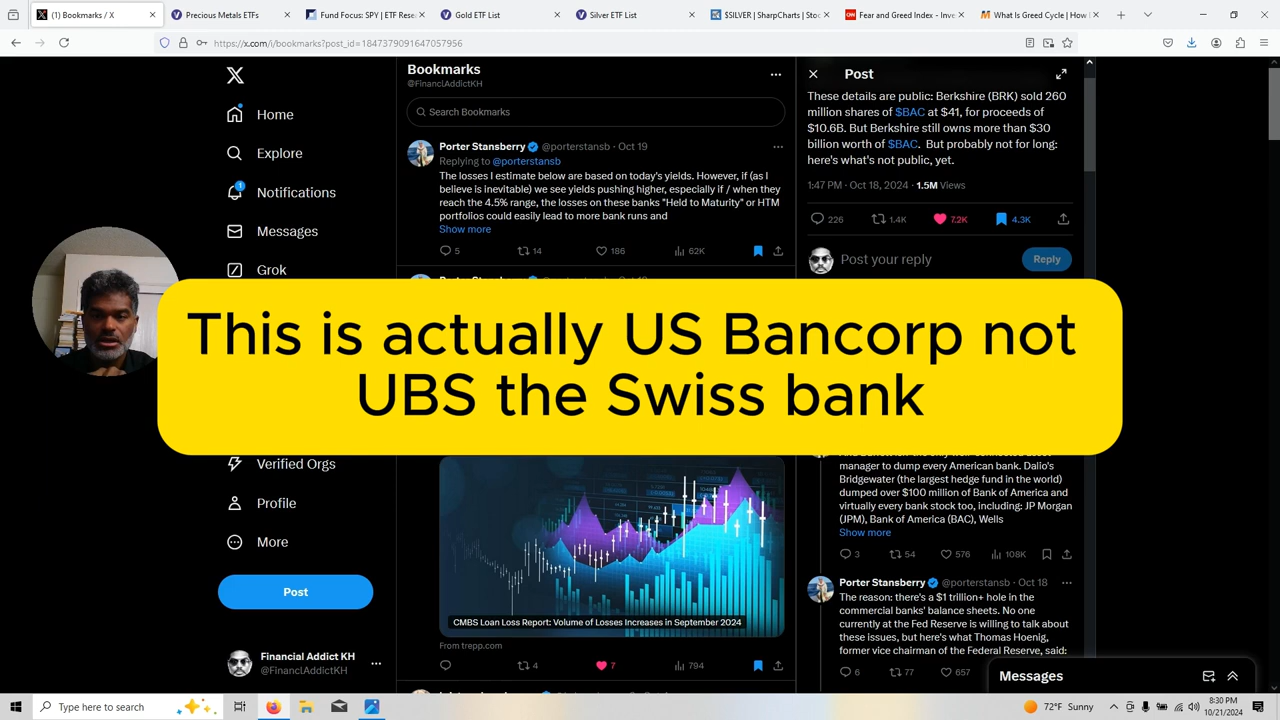 (1) Bookmarks / X
Precious Metals ETFs
Fund Focus: SPY | ETF Rese
Gold ETF List
Silver ETF List
$SILVER | SharpCharts | Stoc
Fear and Greed Index - Inve
What Is Greed Cycle | How
https://x.com/i/bookmarks?post_id=1847379091647057956
Home
Explore
1
Notifications
Messages
Grok
Verified Orgs
Profile
More
Post
Financial Addict KH
@FinanclAddictKH
Bookmarks
@FinanclAddictKH
Search Bookmarks
Porter Stansberry @porterstansb · Oct 19
Replying to @porterstansb
The losses I estimate below are based on today's yields. However, if (as I
believe is inevitable) we see yields pushing higher, especially if / when they
reach the 4.5% range, the losses on these banks "Held to Maturity" or HTM
portfolios could easily lead to more bank runs and
Show more
5 14 186 62K
This is actually US Bancorp not
UBS the Swiss bank
CMBS Loan Loss Report: Volume of Losses Increases in September 2024
From trepp.com
4 7 794
Post
These details are public: Berkshire (BRK) sold 260
million shares of $BAC at $41, for proceeds of
$10.6B. But Berkshire still owns more than $30
billion worth of $BAC. But probably not for long:
here's what's not public, yet.
1:47 PM · Oct 18, 2024 · 1.5M Views
226 1.4K 7.2K 4.3K
Post your reply
Reply
manager to dump every American bank. Dalio's
Bridgewater (the largest hedge fund in the world)
dumped over $100 million of Bank of America and
virtually every bank stock too, including: JP Morgan
(JPM), Bank of America (BAC), Wells
Show more
3 54 576 108K
Porter Stansberry @porterstansb · Oct 18
The reason: there's a $1 trillion+ hole in the
commercial banks' balance sheets. No one
currently at the Fed Reserve is willing to talk about
these issues, but here's what Thomas Hoenig,
former vice chairman of the Federal Reserve, said:
6 77 657
Messages
Type here to search
72°F Sunny
8:30 PM
10/21/2024